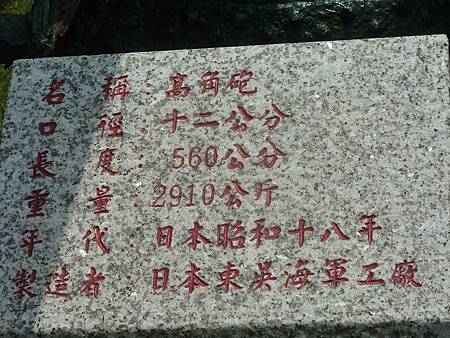 名稱：高角砲
口徑：十二公分
長度：560公分
重量：2910公斤
年代：日本昭和十八年
製造者：日本東吳海軍工廠